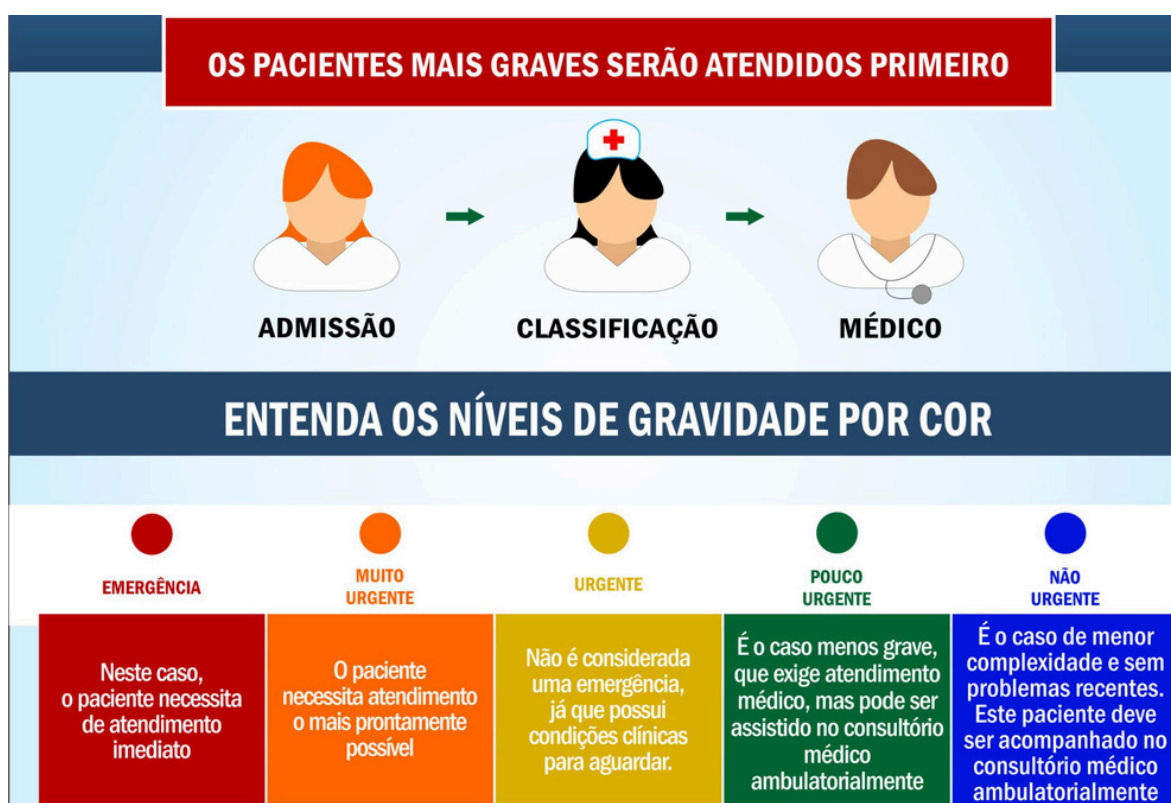 OS PACIENTES MAIS GRAVES SERÃO ATENDIDOS PRIMEIRO
ADMISSÃO
CLASSIFICAÇÃO
MÉDICO
ENTENDA OS NÍVEIS DE GRAVIDADE POR COR
EMERGÊNCIA
Neste caso,
o paciente necessita
de atendimento
imediato
MUITO
URGENTE
O paciente
necessita atendimento
o mais prontamente
possível
URGENTE
Não é considerada
uma emergência,
já que possui
condições clínicas
para aguardar.
POUCO
URGENTE
É o caso menos grave,
que exige atendimento
médico, mas pode ser
assistido no consultório
médico
ambulatorialmente
NÃO
URGENTE
É o caso de menor
complexidade e sem
problemas recentes.
Este paciente deve
ser acompanhado no
consultório médico
ambulatorialmente